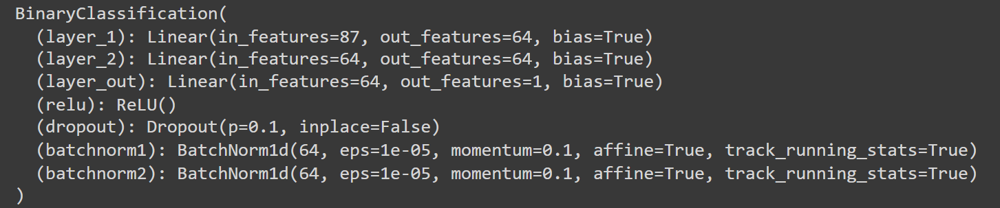 BinaryClassification(
  (layer_1): Linear(in_features=87, out_features=64, bias=True)
  (layer_2): Linear(in_features=64, out_features=64, bias=True)
  (layer_out): Linear(in_features=64, out_features=1, bias=True)
  (relu): ReLU()
  (dropout): Dropout(p=0.1, inplace=False)
  (batchnorm1): BatchNorm1d(64, eps=1e-05, momentum=0.1, affine=True, track_running_stats=True)
  (batchnorm2): BatchNorm1d(64, eps=1e-05, momentum=0.1, affine=True, track_running_stats=True)
)